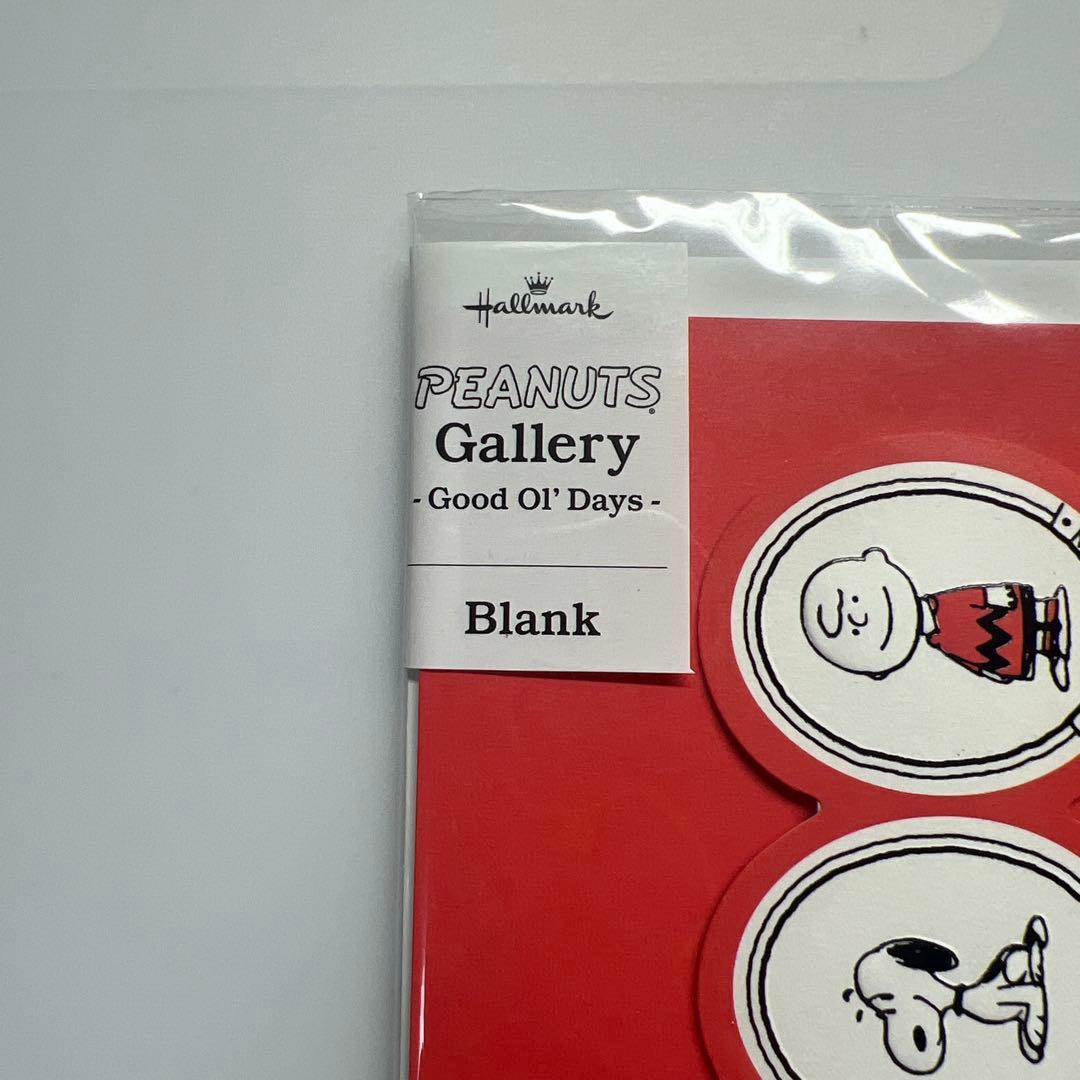 Hallmark
PEANUTS®
Gallery
- Good Ol’ Days -
Blank